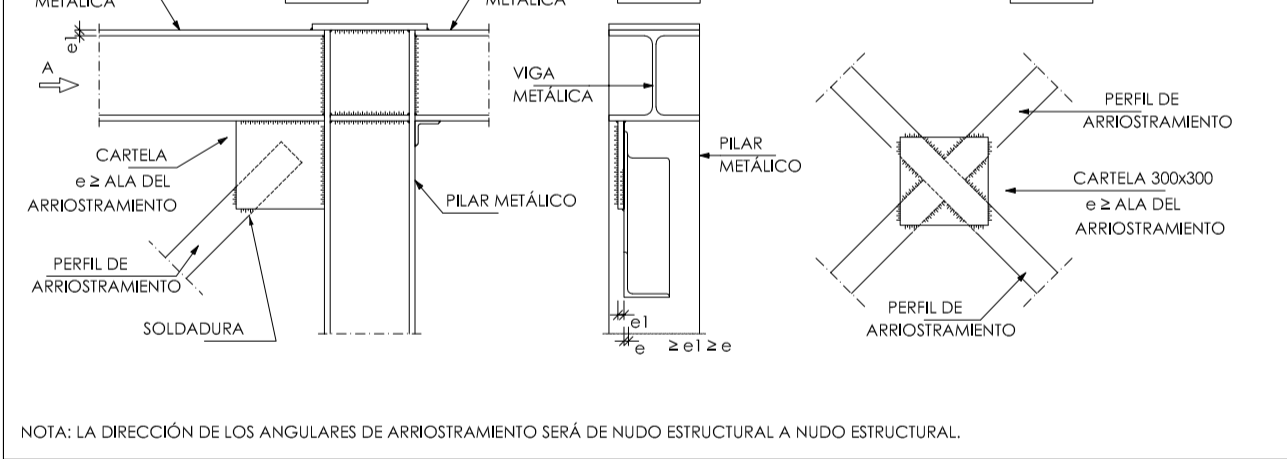 METÁLICA
METÁLICA
e1
A
VIGA
METÁLICA
CARTELA
e ≥ ALA DEL
ARRIOSTRAMIENTO
PILAR METÁLICO
PERFIL DE
ARRIOSTRAMIENTO
SOLDADURA
PILAR
METÁLICO
e1
e ≥ e1 ≥ e
PERFIL DE
ARRIOSTRAMIENTO
CARTELA 300x300
e ≥ ALA DEL
ARRIOSTRAMIENTO
PERFIL DE
ARRIOSTRAMIENTO
NOTA: LA DIRECCIÓN DE LOS ANGULARES DE ARRIOSTRAMIENTO SERÁ DE NUDO ESTRUCTURAL A NUDO ESTRUCTURAL.